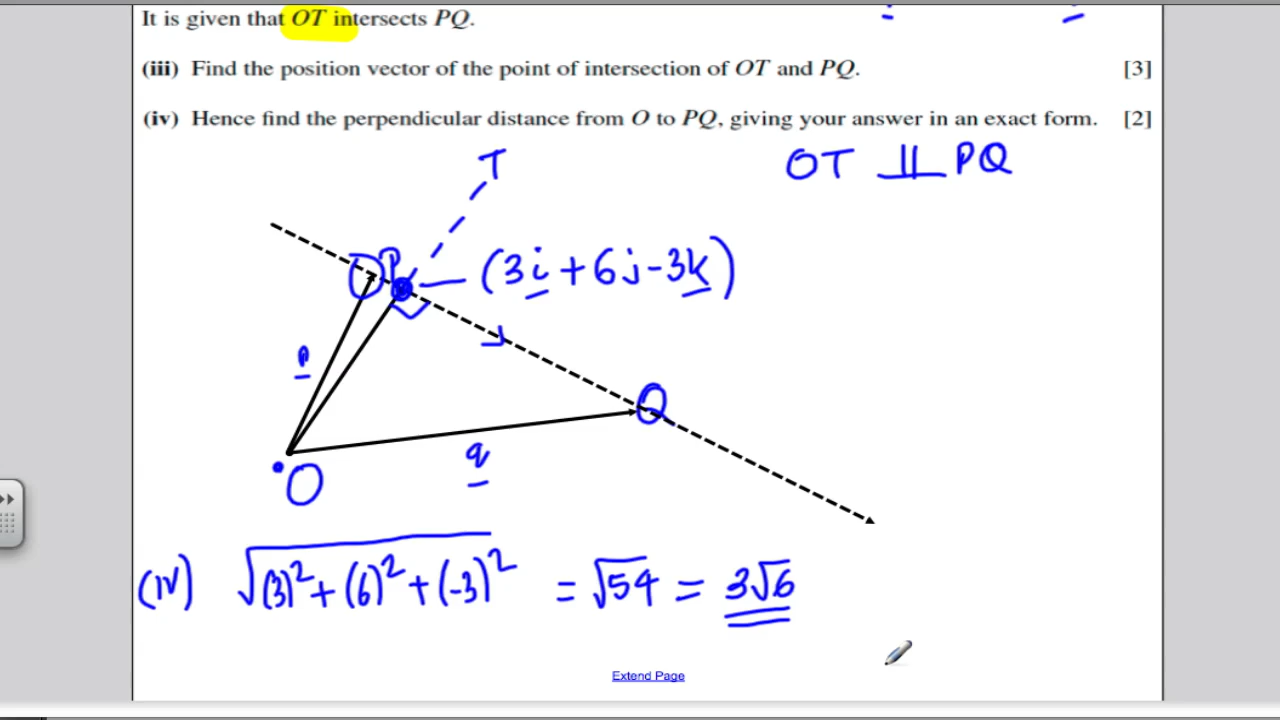 It is given that OT intersects PQ.
(iii) Find the position vector of the point of intersection of OT and PQ. [3]
(iv) Hence find the perpendicular distance from O to PQ, giving your answer in an exact form. [2]
T
OT ⊥⊥ PQ
P
(3i + 6j - 3k)
p
Q
q
O
(iv) √(3)² + (6)² + (-3)² = √54 = 3√6
Extend Page